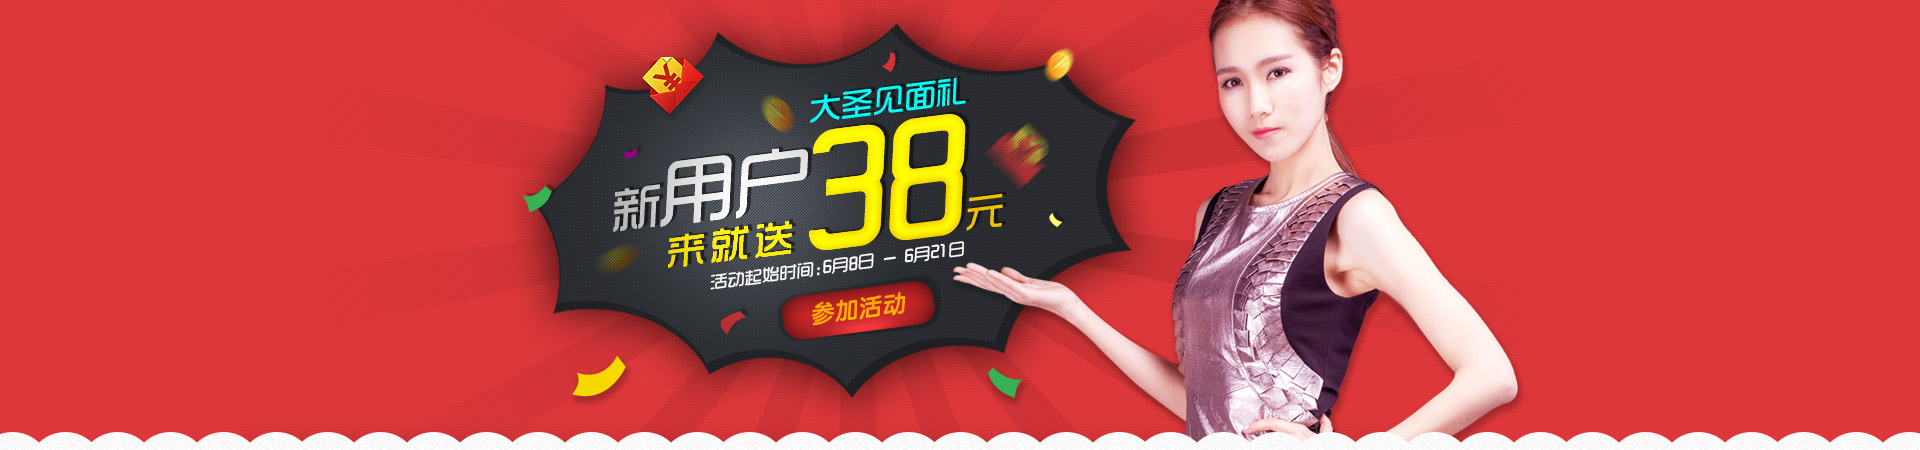 大圣见面礼
新用户38元
来就送
活动起始时间:6月8日 - 6月21日
参加活动